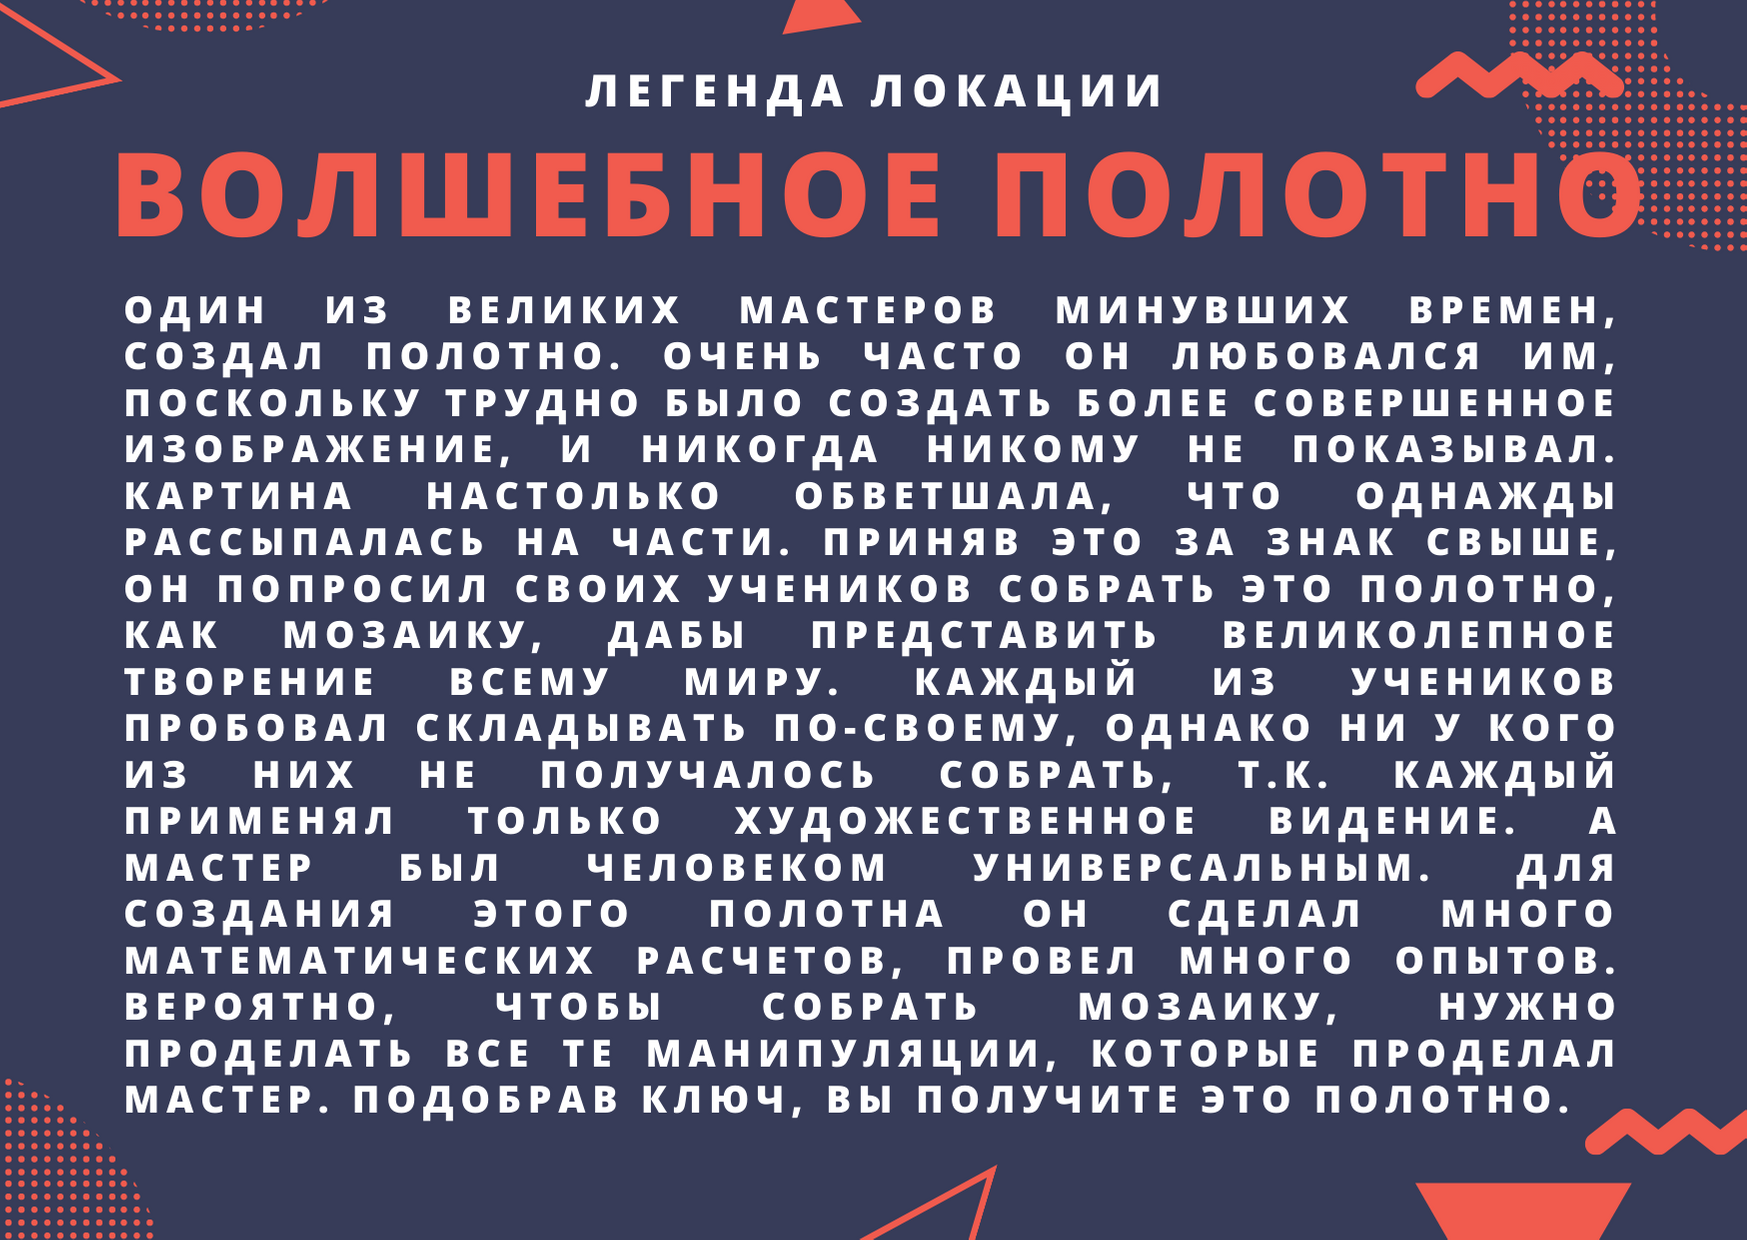 ЛЕГЕНДА ЛОКАЦИИ
ВОЛШЕБНОЕ ПОЛОТНО
ОДИН ИЗ ВЕЛИКИХ МАСТЕРОВ МИНУВШИХ ВРЕМЕН,
СОЗДАЛ ПОЛОТНО. ОЧЕНЬ ЧАСТО ОН ЛЮБОВАЛСЯ ИМ,
ПОСКОЛЬКУ ТРУДНО БЫЛО СОЗДАТЬ БОЛЕЕ СОВЕРШЕННОЕ
ИЗОБРАЖЕНИЕ, И НИКОГДА НИКОМУ НЕ ПОКАЗЫВАЛ.
КАРТИНА НАСТОЛЬКО ОБВЕТШАЛА, ЧТО ОДНАЖДЫ
РАССЫПАЛАСЬ НА ЧАСТИ. ПРИНЯВ ЭТО ЗА ЗНАК СВЫШЕ,
ОН ПОПРОСИЛ СВОИХ УЧЕНИКОВ СОБРАТЬ ЭТО ПОЛОТНО,
КАК МОЗАИКУ, ДАБЫ ПРЕДСТАВИТЬ ВЕЛИКОЛЕПНОЕ
ТВОРЕНИЕ ВСЕМУ МИРУ. КАЖДЫЙ ИЗ УЧЕНИКОВ
ПРОБОВАЛ СКЛАДЫВАТЬ ПО-СВОЕМУ, ОДНАКО НИ У КОГО
ИЗ НИХ НЕ ПОЛУЧАЛОСЬ СОБРАТЬ, Т.К. КАЖДЫЙ
ПРИМЕНЯЛ ТОЛЬКО ХУДОЖЕСТВЕННОЕ ВИДЕНИЕ. А
МАСТЕР БЫЛ ЧЕЛОВЕКОМ УНИВЕРСАЛЬНЫМ. ДЛЯ
СОЗДАНИЯ ЭТОГО ПОЛОТНА ОН СДЕЛАЛ МНОГО
МАТЕМАТИЧЕСКИХ РАСЧЕТОВ, ПРОВЕЛ МНОГО ОПЫТОВ.
ВЕРОЯТНО, ЧТОБЫ СОБРАТЬ МОЗАИКУ, НУЖНО
ПРОДЕЛАТЬ ВСЕ ТЕ МАНИПУЛЯЦИИ, КОТОРЫЕ ПРОДЕЛАЛ
МАСТЕР. ПОДОБРАВ КЛЮЧ, ВЫ ПОЛУЧИТЕ ЭТО ПОЛОТНО.